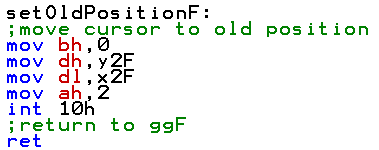 setOldPositionF:
;move cursor to old position
mov bh,0
mov dh,y2F
mov dl,x2F
mov ah,2
int 10h
;return to ggF
ret